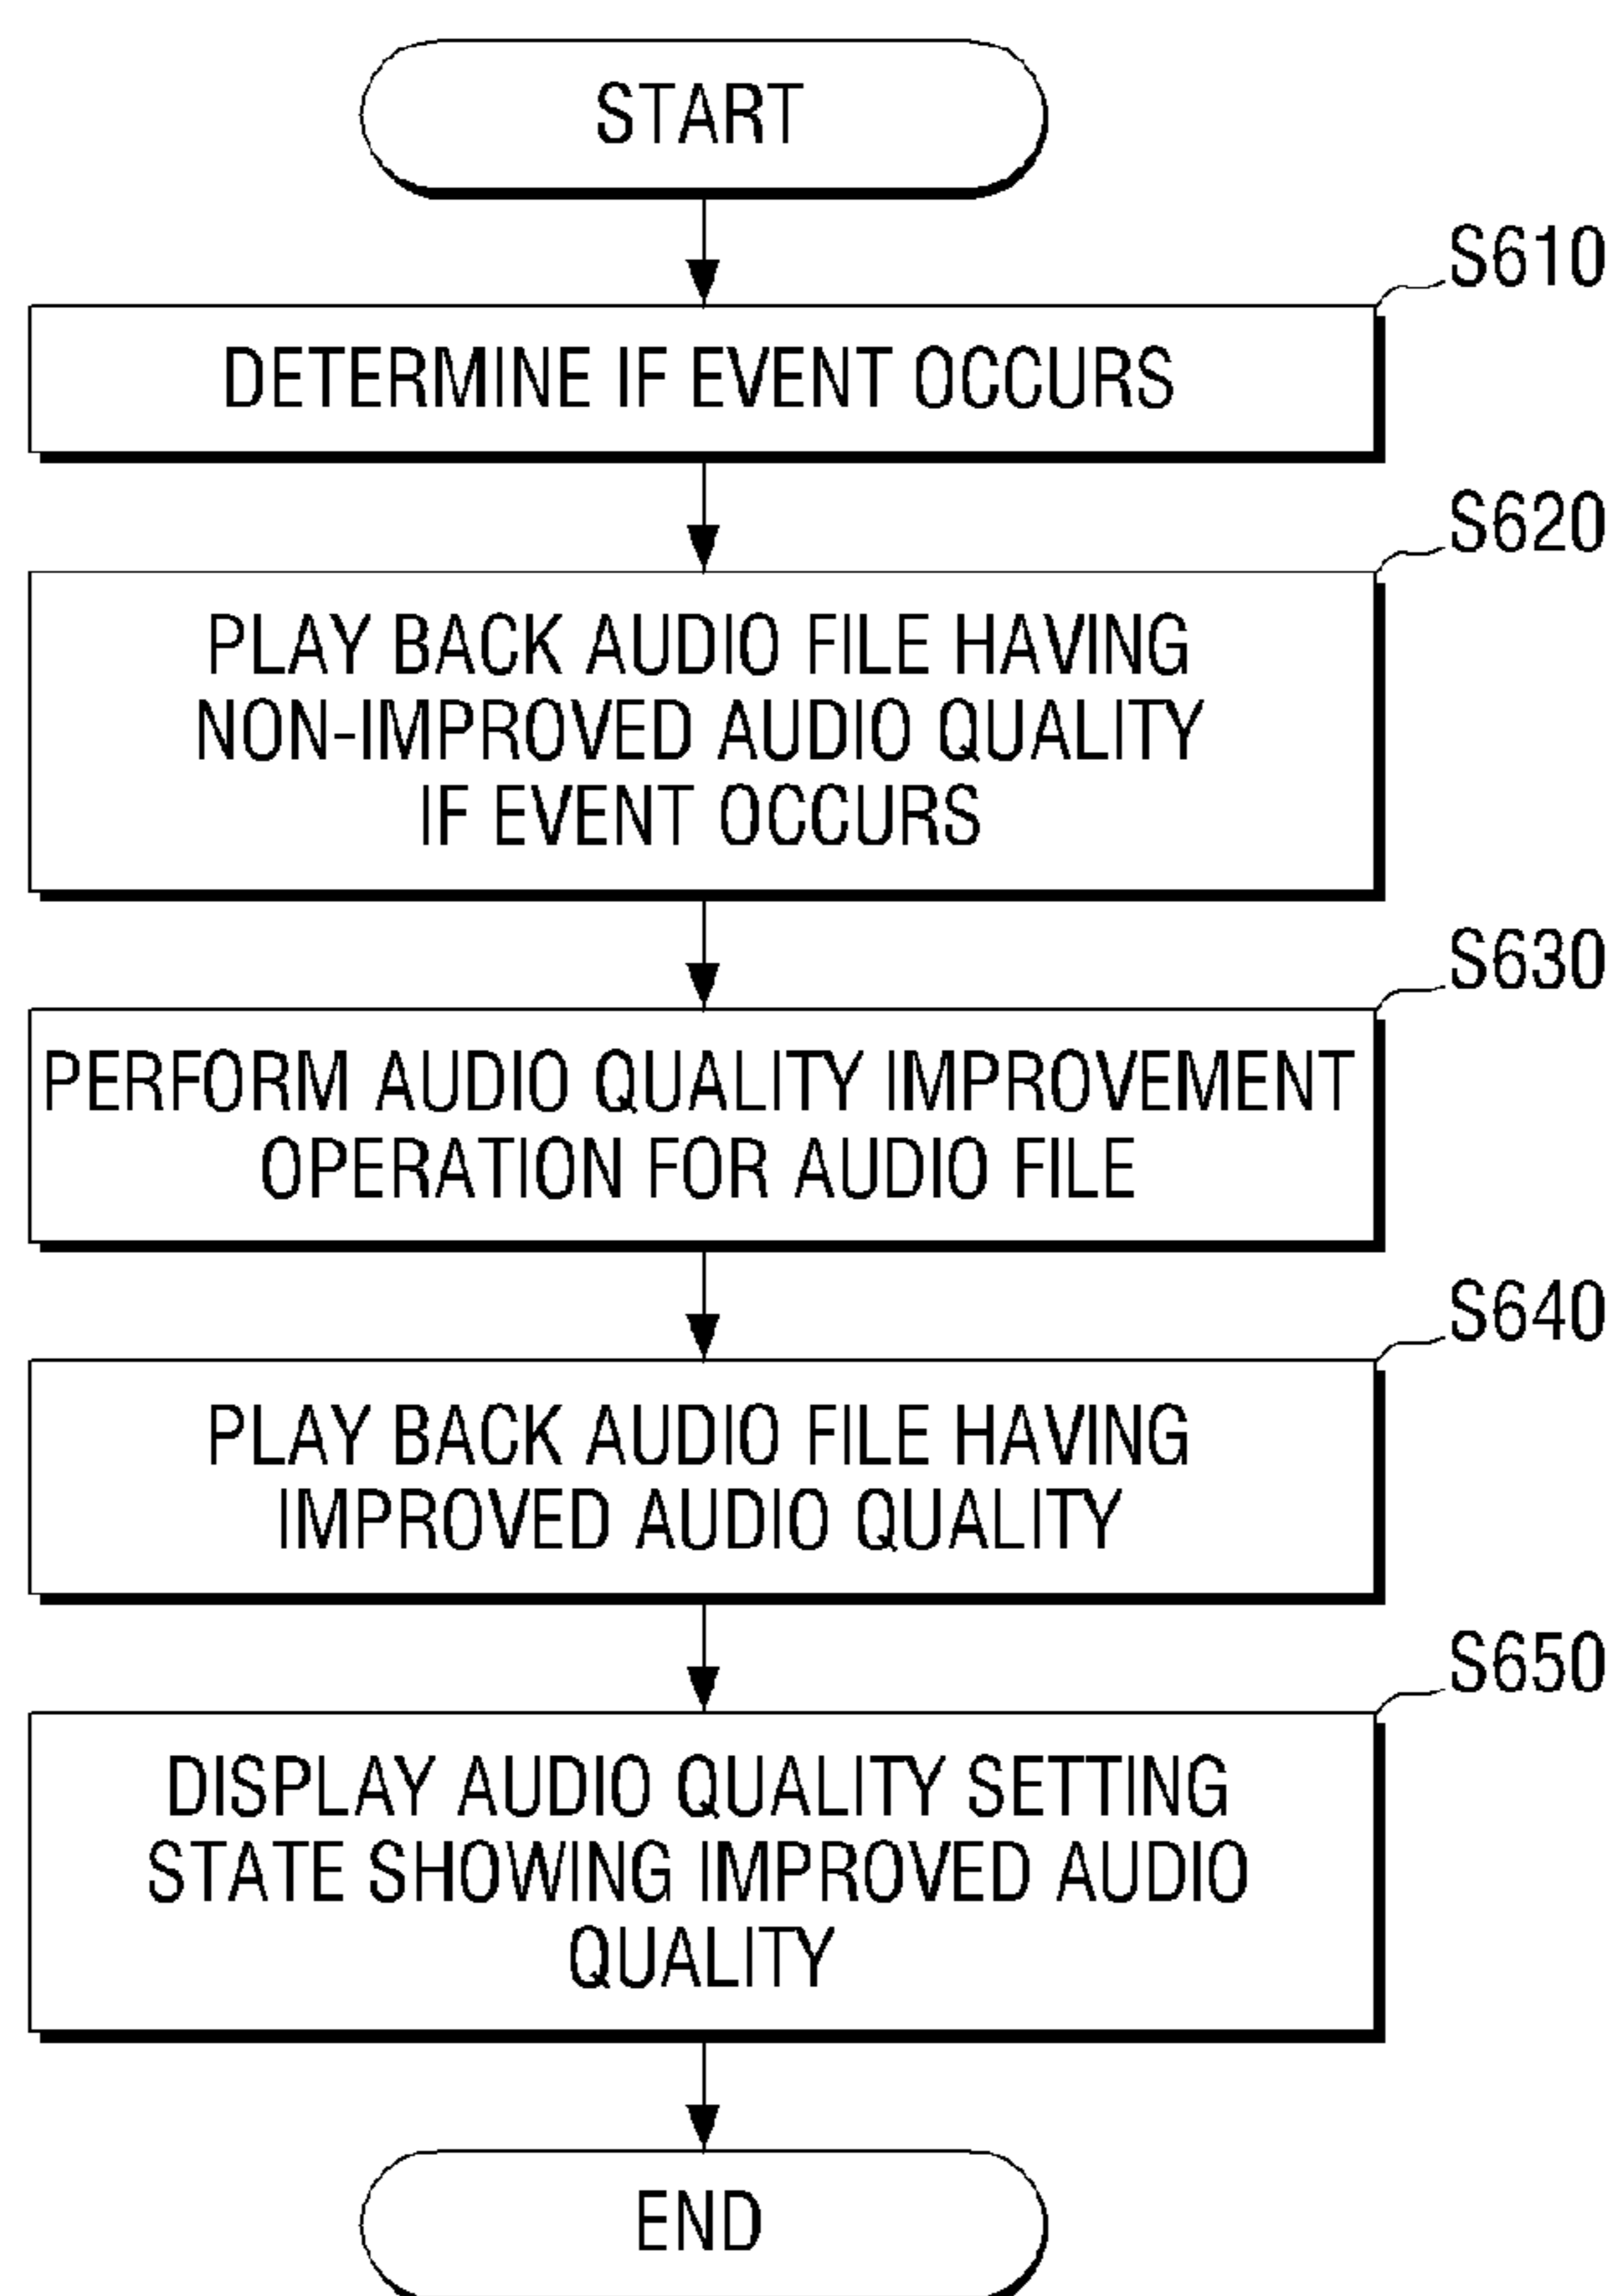 START
S610
DETERMINE IF EVENT OCCURS
S620
PLAY BACK AUDIO FILE HAVING
NON-IMPROVED AUDIO QUALITY
IF EVENT OCCURS
S630
PERFORM AUDIO QUALITY IMPROVEMENT
OPERATION FOR AUDIO FILE
S640
PLAY BACK AUDIO FILE HAVING
IMPROVED AUDIO QUALITY
S650
DISPLAY AUDIO QUALITY SETTING
STATE SHOWING IMPROVED AUDIO
QUALITY
END